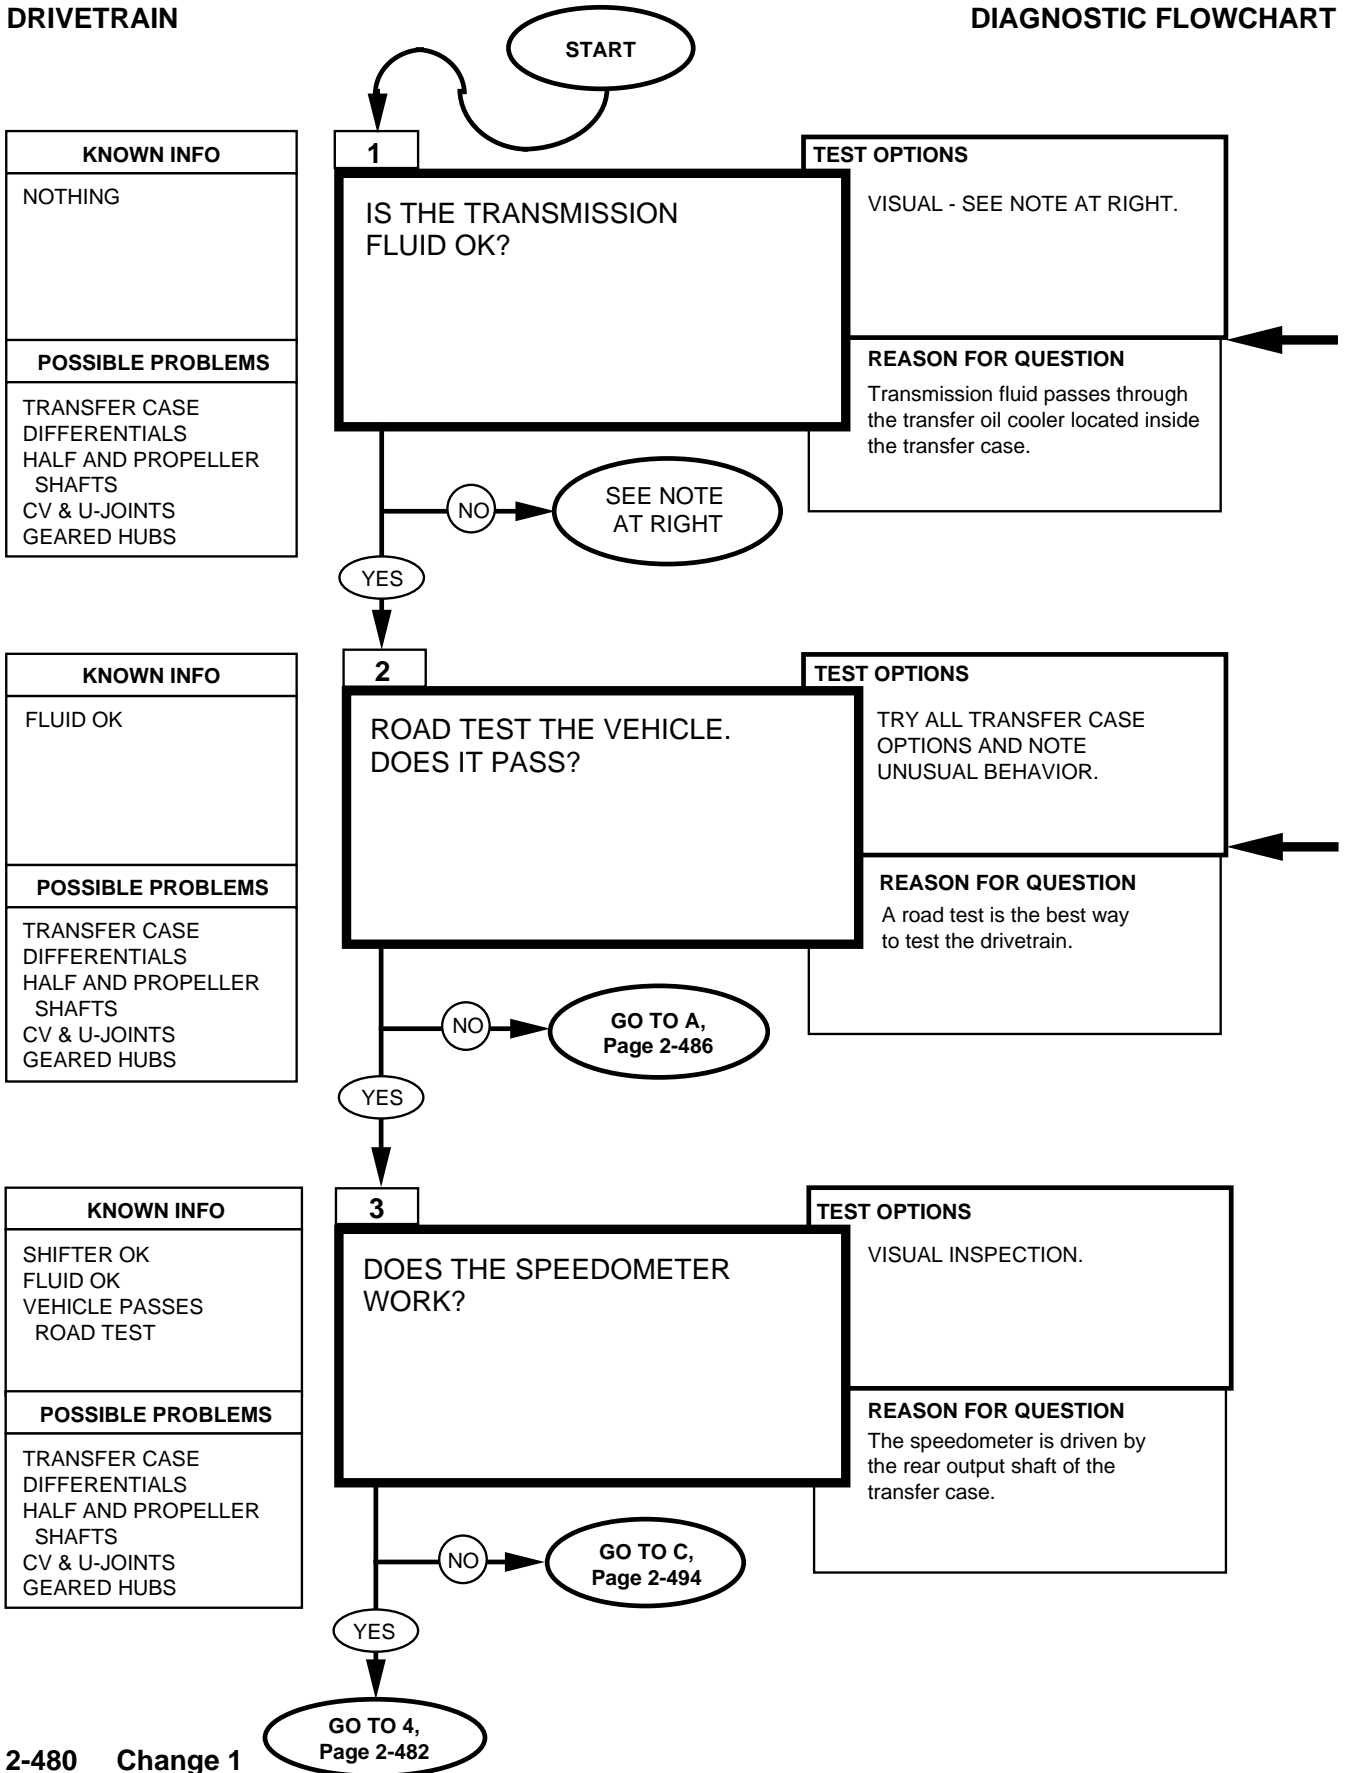 DRIVETRAIN
DIAGNOSTIC FLOWCHART
START
KNOWN INFO
NOTHING
POSSIBLE PROBLEMS
TRANSFER CASE
DIFFERENTIALS
HALF AND PROPELLER
SHAFTS
CV & U-JOINTS
GEARED HUBS
1
IS THE TRANSMISSION
FLUID OK?
TEST OPTIONS
VISUAL - SEE NOTE AT RIGHT.
REASON FOR QUESTION
Transmission fluid passes through
the transfer oil cooler located inside
the transfer case.
NO
SEE NOTE
AT RIGHT
YES
KNOWN INFO
FLUID OK
POSSIBLE PROBLEMS
TRANSFER CASE
DIFFERENTIALS
HALF AND PROPELLER
SHAFTS
CV & U-JOINTS
GEARED HUBS
2
ROAD TEST THE VEHICLE.
DOES IT PASS?
TEST OPTIONS
TRY ALL TRANSFER CASE
OPTIONS AND NOTE
UNUSUAL BEHAVIOR.
REASON FOR QUESTION
A road test is the best way
to test the drivetrain.
NO
GO TO A,
Page 2-486
YES
KNOWN INFO
SHIFTER OK
FLUID OK
VEHICLE PASSES
ROAD TEST
POSSIBLE PROBLEMS
TRANSFER CASE
DIFFERENTIALS
HALF AND PROPELLER
SHAFTS
CV & U-JOINTS
GEARED HUBS
3
DOES THE SPEEDOMETER
WORK?
TEST OPTIONS
VISUAL INSPECTION.
REASON FOR QUESTION
The speedometer is driven by
the rear output shaft of the
transfer case.
NO
GO TO C,
Page 2-494
YES
GO TO 4,
Page 2-482
2-480 Change 1